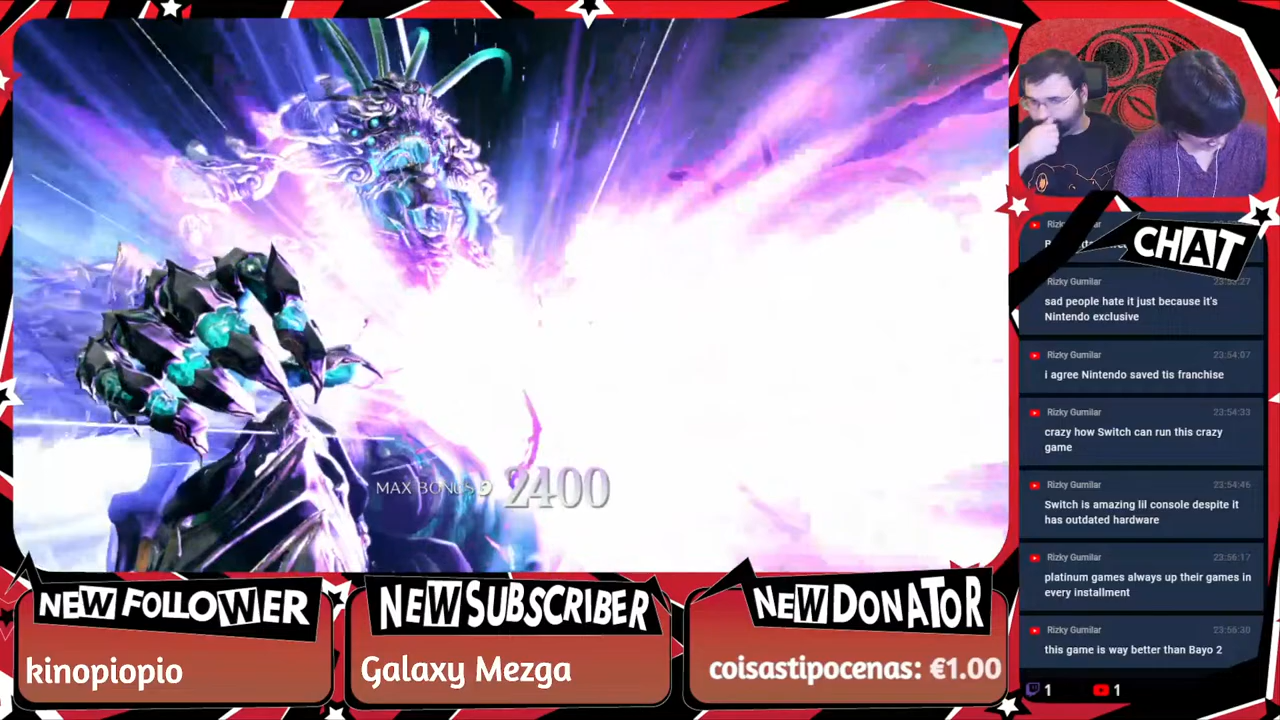 MAX BONUS 2400
CHAT
Rizky Gumilar 23:53:27
sad people hate it just because it's
Nintendo exclusive
Rizky Gumilar 23:54:07
i agree Nintendo saved tis franchise
Rizky Gumilar 23:54:33
crazy how Switch can run this crazy
game
Rizky Gumilar 23:54:46
Switch is amazing lil console despite it
has outdated hardware
Rizky Gumilar 23:56:17
platinum games always up their games in
every installment
Rizky Gumilar 23:56:30
this game is way better than Bayo 2
1 1
NEW FOLLOWER
kinopiopio
NEW SUBSCRIBER
Galaxy Mezga
NEW DONATOR
coisastipocenas: €1.00